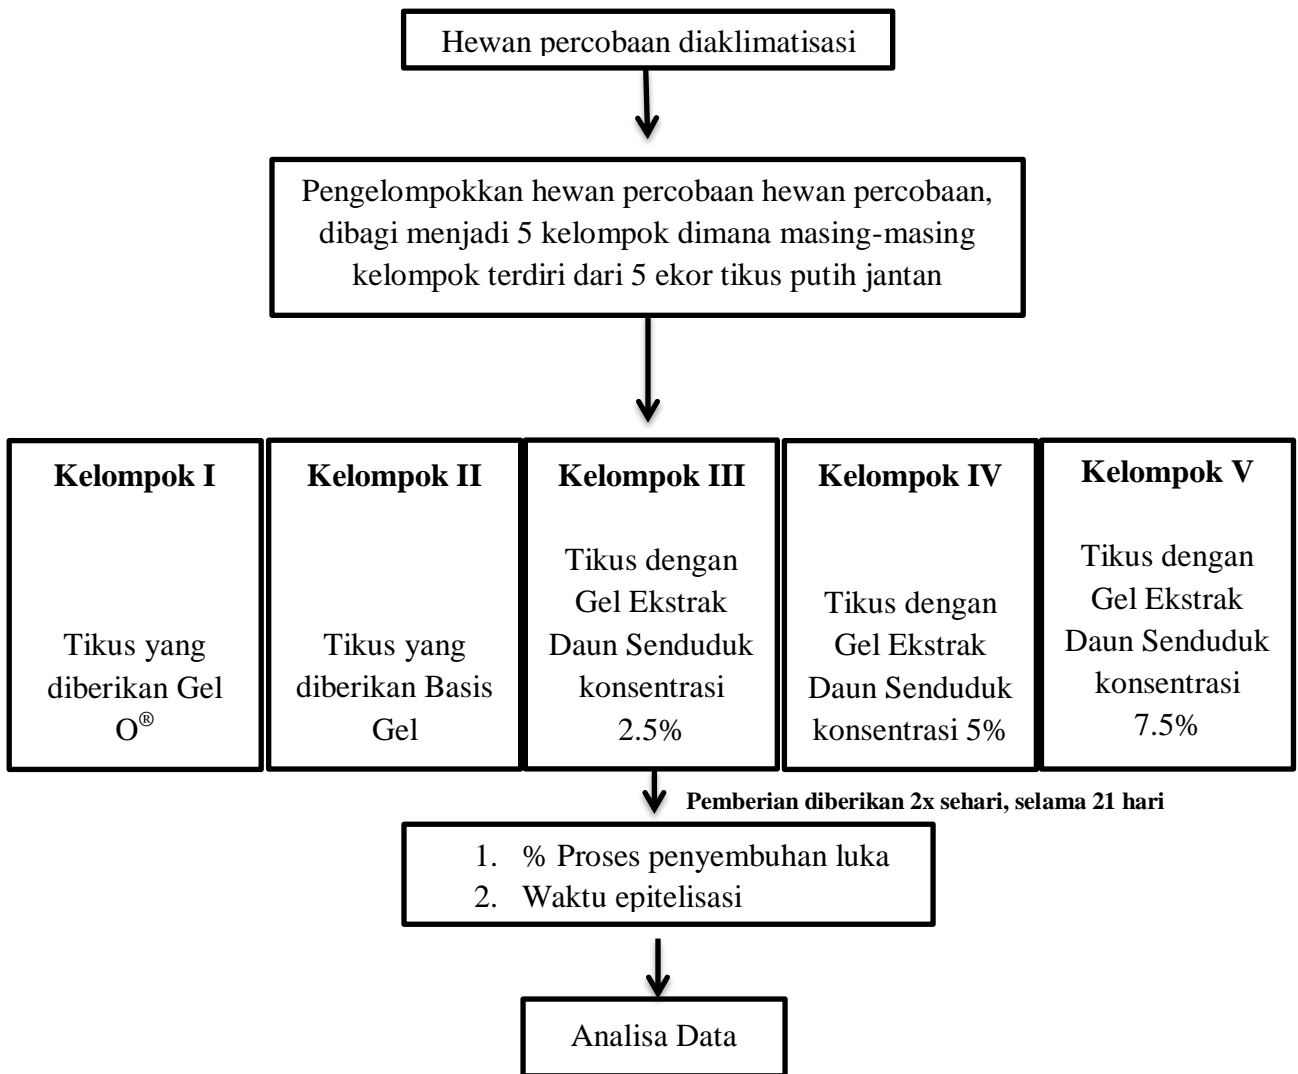 Hewan percobaan diaklimatisasi
Pengelompokkan hewan percobaan hewan percobaan,
dibagi menjadi 5 kelompok dimana masing-masing
kelompok terdiri dari 5 ekor tikus putih jantan
Kelompok I
Tikus yang
diberikan Gel
O®
Kelompok II
Tikus yang
diberikan Basis
Gel
Kelompok III
Tikus dengan
Gel Ekstrak
Daun Senduduk
konsentrasi
2.5%
Kelompok IV
Tikus dengan
Gel Ekstrak
Daun Senduduk
konsentrasi 5%
Kelompok V
Tikus dengan
Gel Ekstrak
Daun Senduduk
konsentrasi
7.5%
Pemberian diberikan 2x sehari, selama 21 hari
1. % Proses penyembuhan luka
2. Waktu epitelisasi
Analisa Data